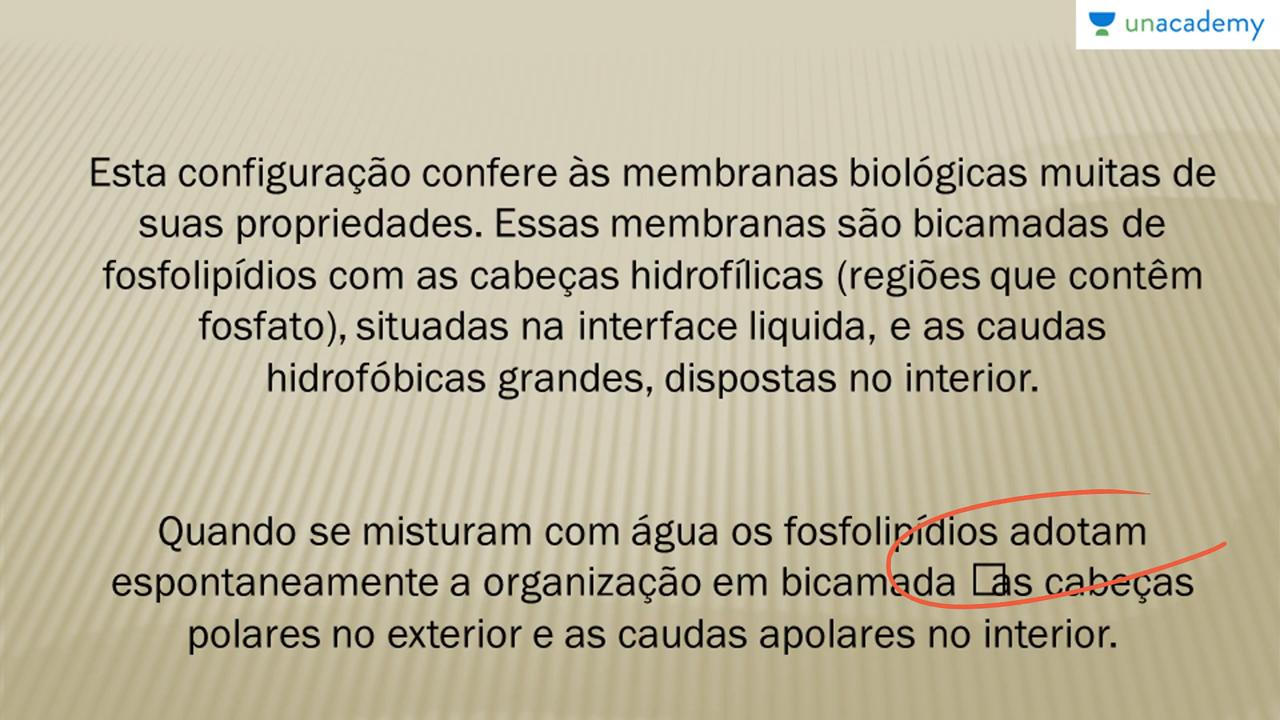 unacademy
Esta configuração confere às membranas biológicas muitas de
suas propriedades. Essas membranas são bicamadas de
fosfolipídios com as cabeças hidrofílicas (regiões que contêm
fosfato), situadas na interface liquida, e as caudas
hidrofóbicas grandes, dispostas no interior.
Quando se misturam com água os fosfolipídios adotam
espontaneamente a organização em bicamada □as cabeças
polares no exterior e as caudas apolares no interior.